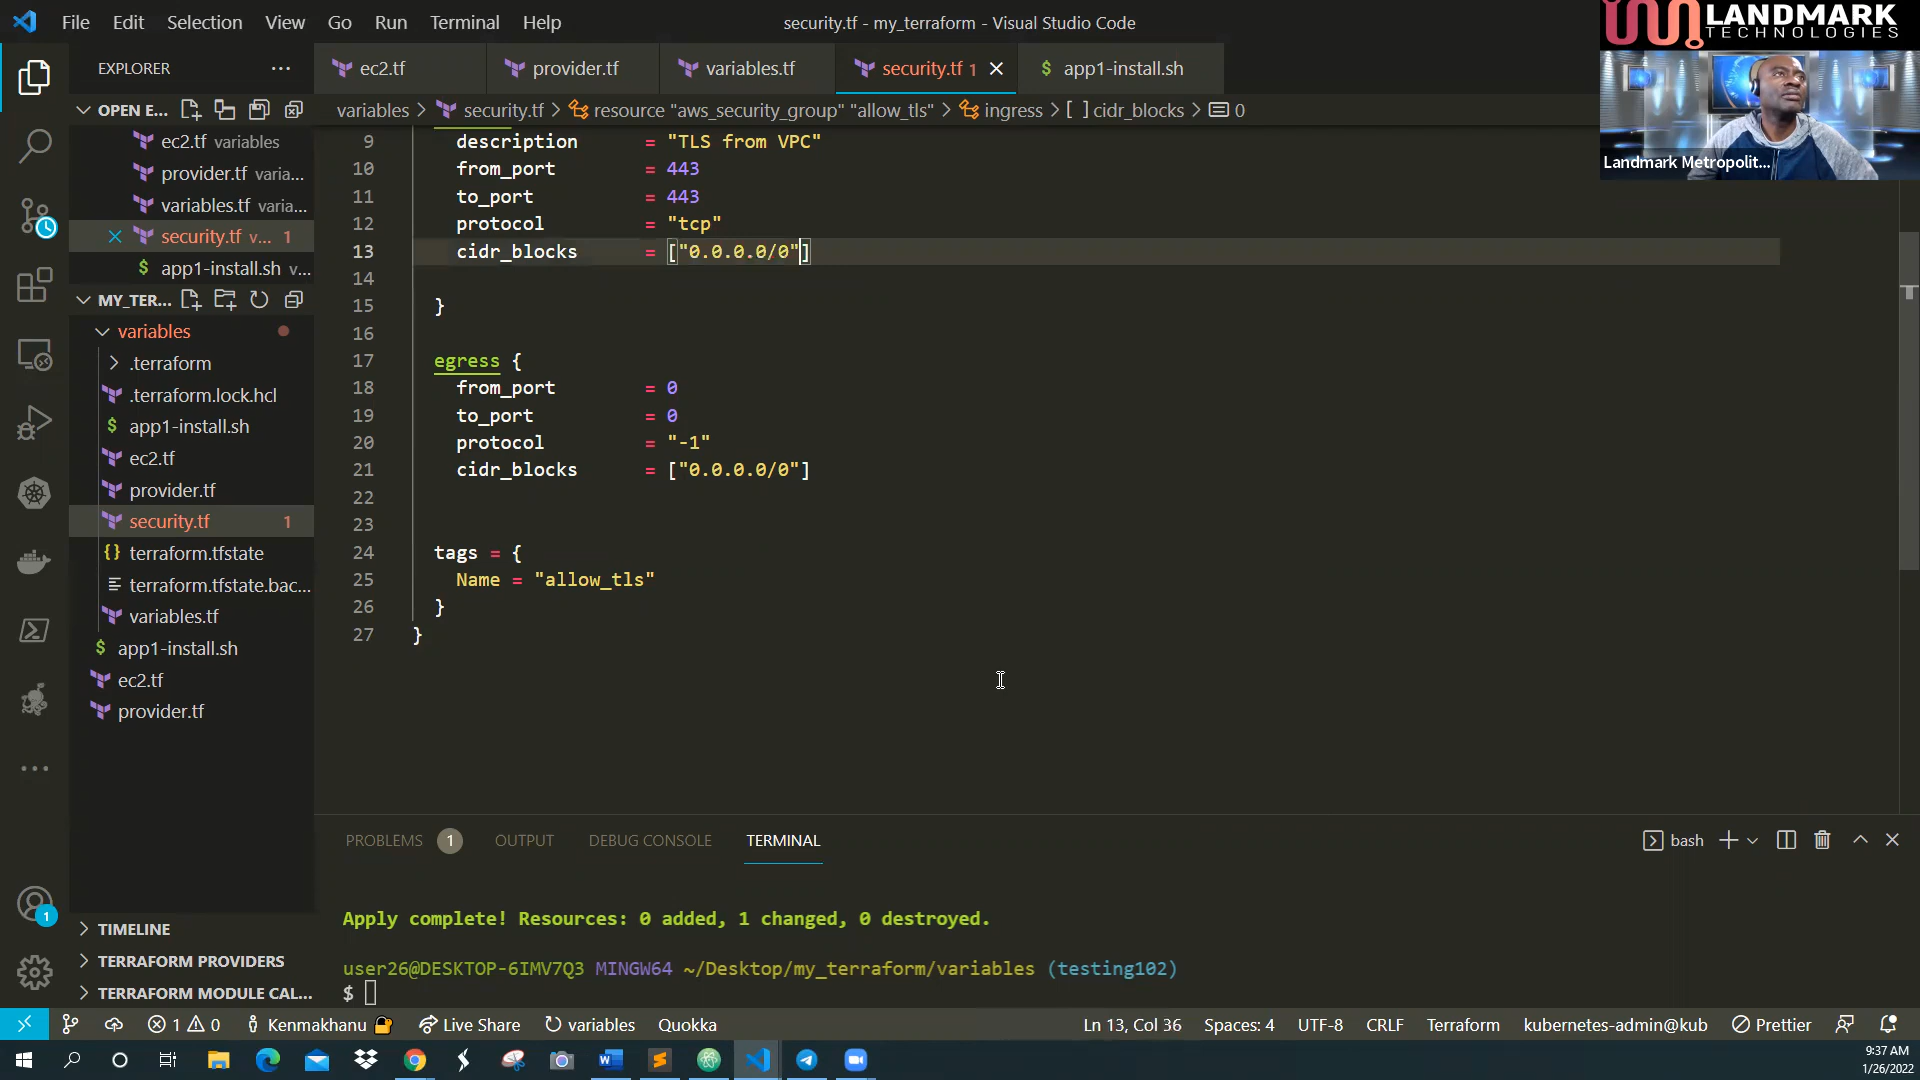 File Edit Selection View Go Run Terminal Help
security.tf - my_terraform - Visual Studio Code
LANDMARK
TECHNOLOGIES
Landmark Metropolit...
EXPLORER ...
OPEN E...
ec2.tf variables
provider.tf varia...
variables.tf varia...
security.tf v... 1
app1-install.sh v...
MY_TER...
variables
.terraform
.terraform.lock.hcl
app1-install.sh
ec2.tf
provider.tf
security.tf 1
terraform.tfstate
terraform.tfstate.bac...
variables.tf
app1-install.sh
ec2.tf
provider.tf
TIMELINE
TERRAFORM PROVIDERS
TERRAFORM MODULE CAL...
ec2.tf provider.tf variables.tf security.tf 1 app1-install.sh
variables > security.tf > resource "aws_security_group" "allow_tls" > ingress > [ ] cidr_blocks > 0
9 description = "TLS from VPC"
10 from_port = 443
11 to_port = 443
12 protocol = "tcp"
13 cidr_blocks = ["0.0.0.0/0"]
14
15 }
16
17 egress {
18 from_port = 0
19 to_port = 0
20 protocol = "-1"
21 cidr_blocks = ["0.0.0.0/0"]
22
23
24 tags = {
25 Name = "allow_tls"
26 }
27 }
PROBLEMS 1 OUTPUT DEBUG CONSOLE TERMINAL
bash
Apply complete! Resources: 0 added, 1 changed, 0 destroyed.
user26@DESKTOP-6IMV7Q3 MINGW64 ~/Desktop/my_terraform/variables (testing102)
$
1
1 0 Kenmakhanu Live Share variables Quokka
Ln 13, Col 36 Spaces: 4 UTF-8 CRLF Terraform kubernetes-admin@kub Prettier
9:37 AM
1/26/2022